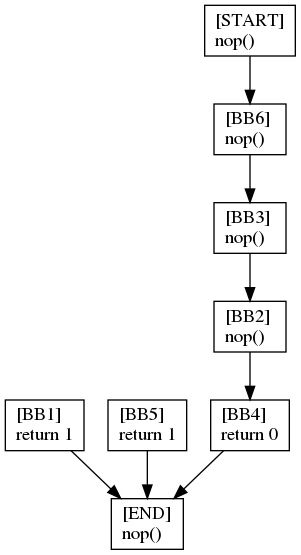 [START]
nop()
[BB6]
nop()
[BB3]
nop()
[BB2]
nop()
[BB1]
return 1
[BB5]
return 1
[BB4]
return 0
[END]
nop()